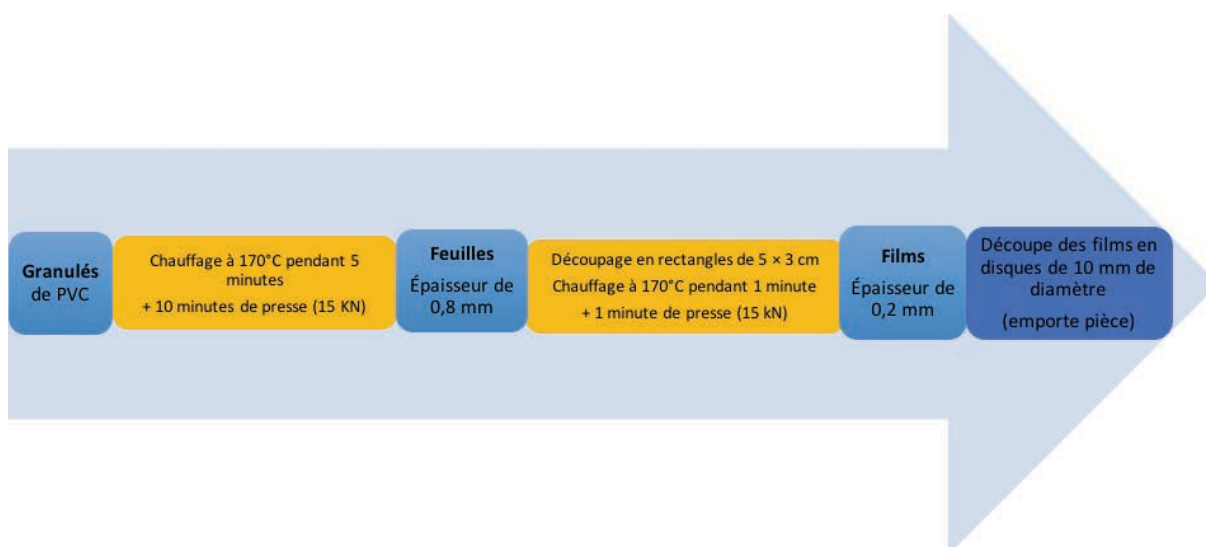 Granulés
de PVC
Chauffage à 170°C pendant 5
minutes
+ 10 minutes de presse (15 KN)
Feuilles
Épaisseur de
0,8 mm
Découpage en rectangles de 5 × 3 cm
Chauffage à 170°C pendant 1 minute
+ 1 minute de presse (15 kN)
Films
Épaisseur de
0,2 mm
Découpe des films en
disques de 10 mm de
diamètre
(emporte pièce)